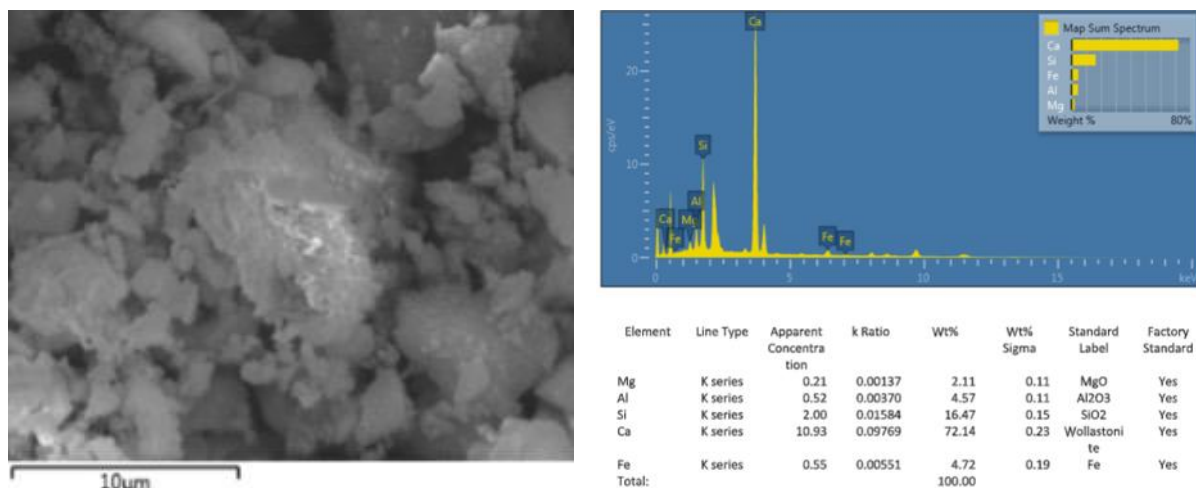 10µm
Map Sum Spectrum
Ca
Si
Fe
Al
Mg
Weight % 80%
cps/eV
20
10
0
Ca
Si
Al
Mg
Ca
Fe
Fe
Fe
0 5 10 15 keV
Element Line Type Apparent k Ratio Wt% Wt% Standard Factory
Concentra Sigma Label Standard
tion
Mg K series 0.21 0.00137 2.11 0.11 MgO Yes
Al K series 0.52 0.00370 4.57 0.11 Al2O3 Yes
Si K series 2.00 0.01584 16.47 0.15 SiO2 Yes
Ca K series 10.93 0.09769 72.14 0.23 Wollastoni Yes
te
Fe K series 0.55 0.00551 4.72 0.19 Fe Yes
Total: 100.00